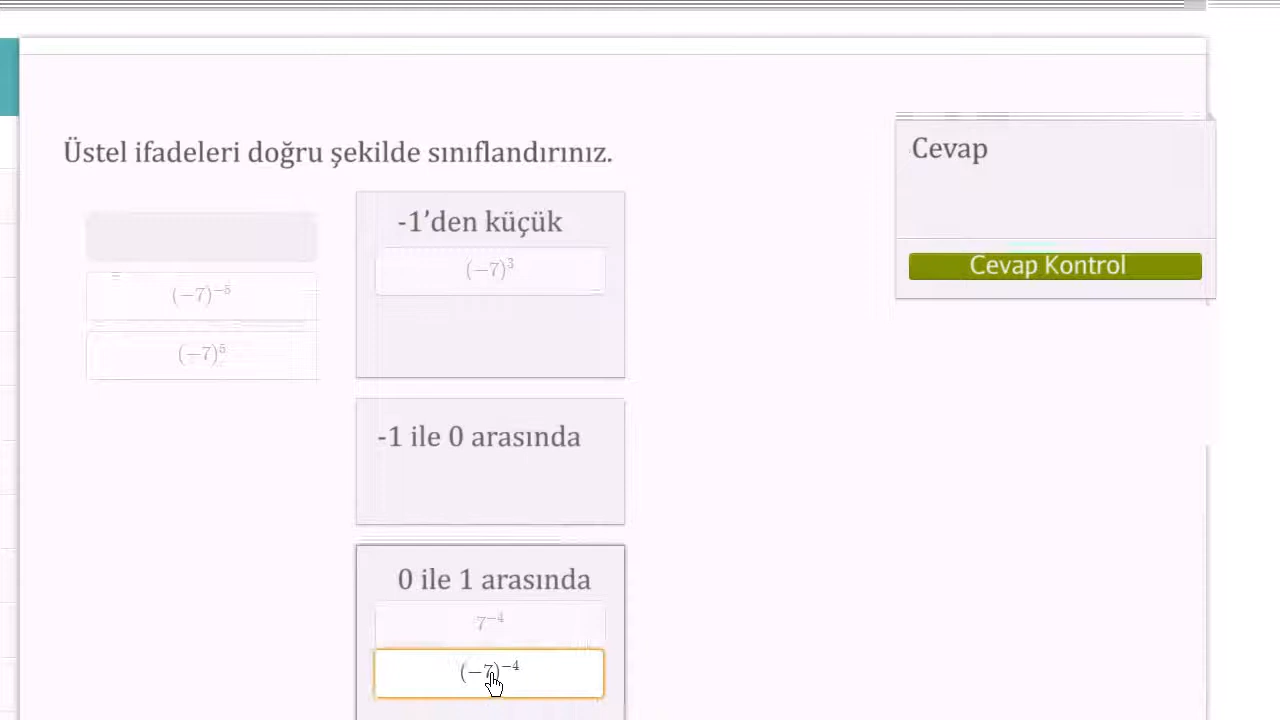 Üstel ifadeleri doğru şekilde sınıflandırınız.
(−7)⁻⁵
(−7)⁵
-1’den küçük
(−7)³
-1 ile 0 arasında
0 ile 1 arasında
7⁻⁴
(−7)⁻⁴
Cevap
Cevap Kontrol